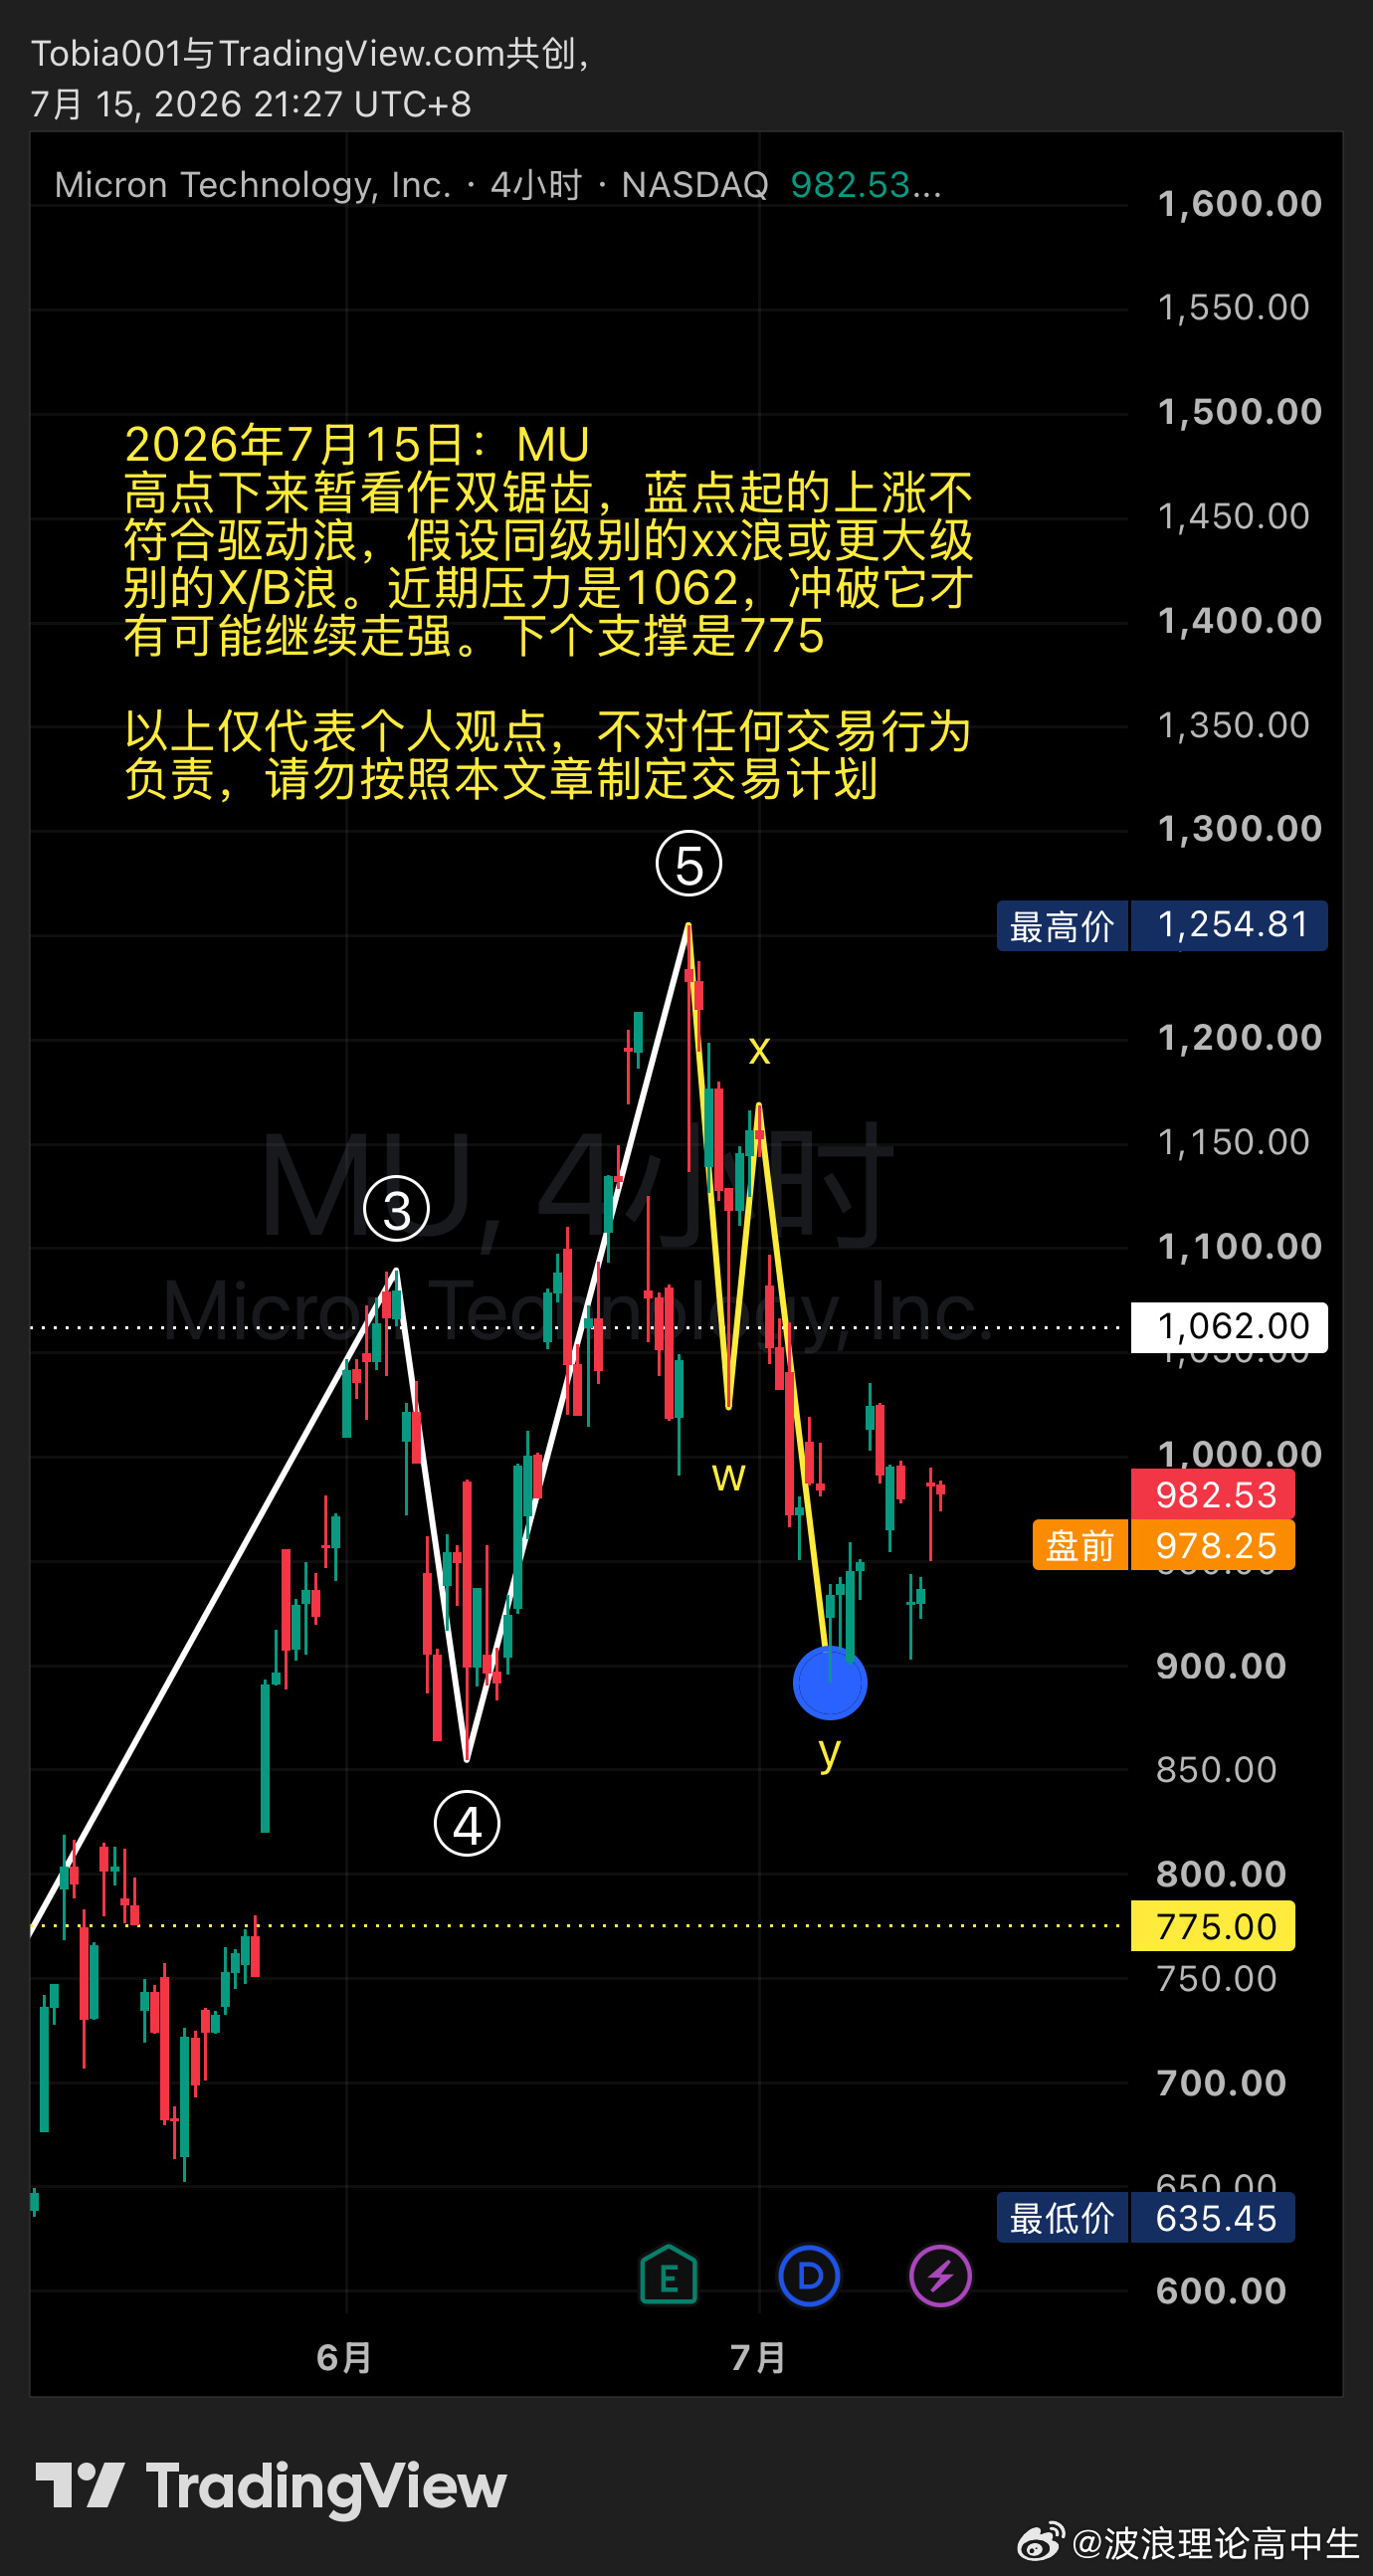 Tobia001与TradingView.com共创，
7月 15, 2026 21:27 UTC+8
Micron Technology, Inc. · 4小时 · NASDAQ 982.53...
1,600.00
1,550.00
1,500.00
2026年7月15日：MU
高点下来暂看作双锯齿，蓝点起的上涨不
符合驱动浪，假设同级别的xx浪或更大级
别的X/B浪。近期压力是1062，冲破它才
有可能继续走强。下个支撑是775
1,450.00
1,400.00
以上仅代表个人观点，不对任何交易行为
负责，请勿按照本文章制定交易计划
1,350.00
1,300.00
⑤
最高价 1,254.81
1,200.00
x
MU, 4小时
1,150.00
③
1,100.00
Micron Technology, Inc.
1,062.00
1,050.00
w
1,000.00
982.53
盘前 978.25
900.00
y
850.00
④
800.00
775.00
750.00
700.00
650.00
最低价 635.45
E D
600.00
6月 7月
TradingView
@波浪理论高中生